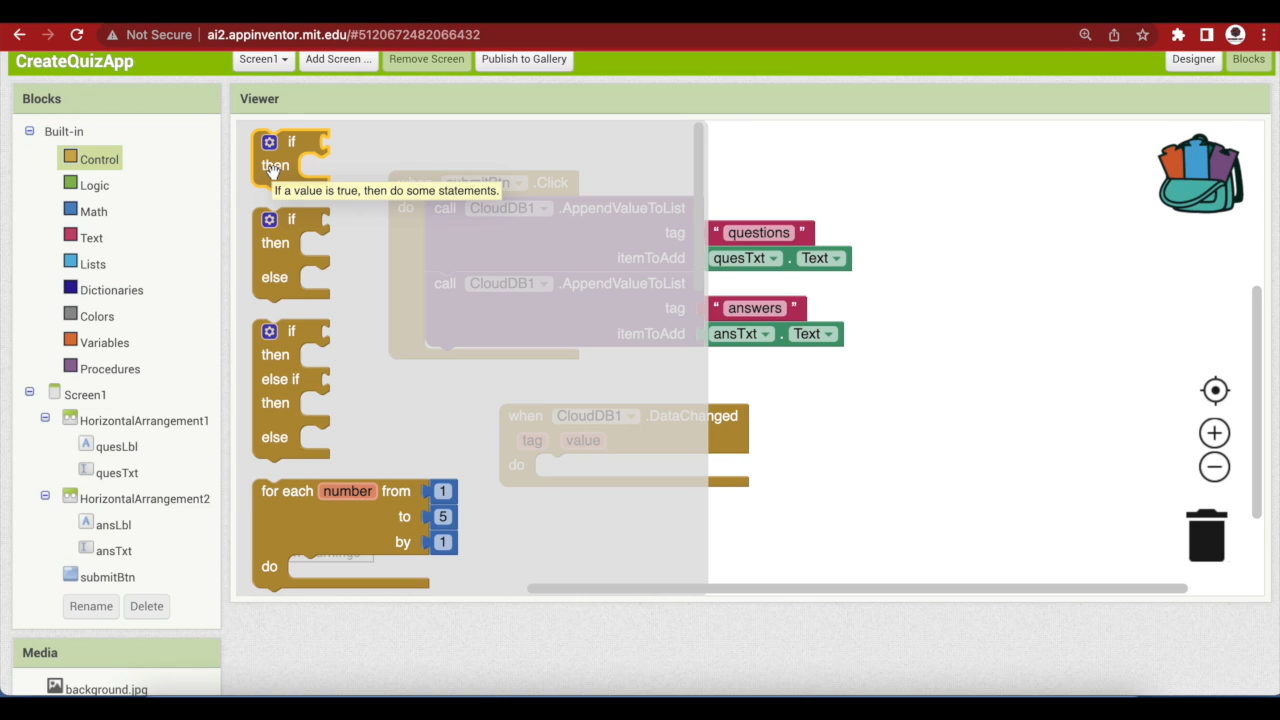 Not Secure | ai2.appinventor.mit.edu/#5120672482066432
CreateQuizApp
Screen1
Add Screen ...
Remove Screen
Publish to Gallery
Designer
Blocks
Blocks
Viewer
Built-in
Control
Logic
Math
Text
Lists
Dictionaries
Colors
Variables
Procedures
Screen1
HorizontalArrangement1
quesLbl
quesTxt
HorizontalArrangement2
ansLbl
ansTxt
submitBtn
Rename
Delete
Media
background.jpg
if
then
If a value is true, then do some statements.
if
then
else
if
then
else if
then
else
for each number from 1
to 5
by 1
do
when submitBtn .Click
do call CloudDB1 .AppendValueToList
tag " questions "
itemToAdd quesTxt . Text
call CloudDB1 .AppendValueToList
tag " answers "
itemToAdd ansTxt . Text
when CloudDB1 .DataChanged
tag value
do